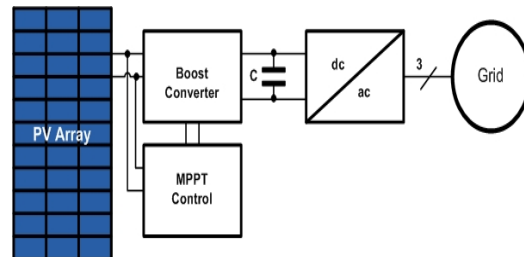 PV Array
Boost
Converter
MPPT
Control
C
dc
ac
3
Grid